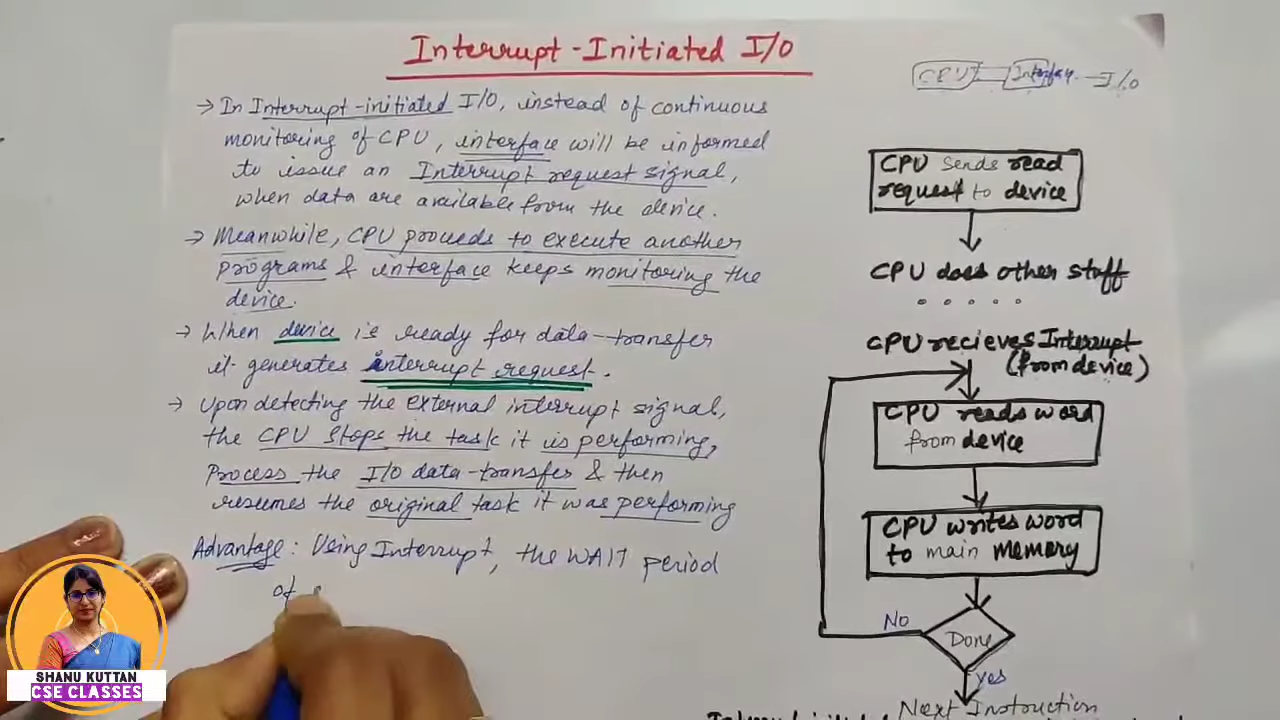 Interrupt-Initiated I/O
→ In Interrupt-initiated I/O, instead of continuous
monitoring of CPU, interface will be informed
to issue an Interrupt request signal,
when data are available from the device.
→ Meanwhile, CPU proceeds to execute another
programs & interface keeps monitoring the
device.
→ When device is ready for data-transfer
it generates interrupt request.
→ Upon detecting the external interrupt signal,
the CPU stops the task it is performing,
Process the I/O data-transfer & then
resumes the original task it was performing
Advantage: Using Interrupt, the WAIT period
of
CPU Interface I/O
CPU sends read
request to device
CPU does other stuff
. . . . .
CPU recieves Interrupt
(from device)
CPU reads word
from device
CPU writes word
to main memory
No
Done
yes
Next Instruction
SHANU KUTTAN
CSE CLASSES